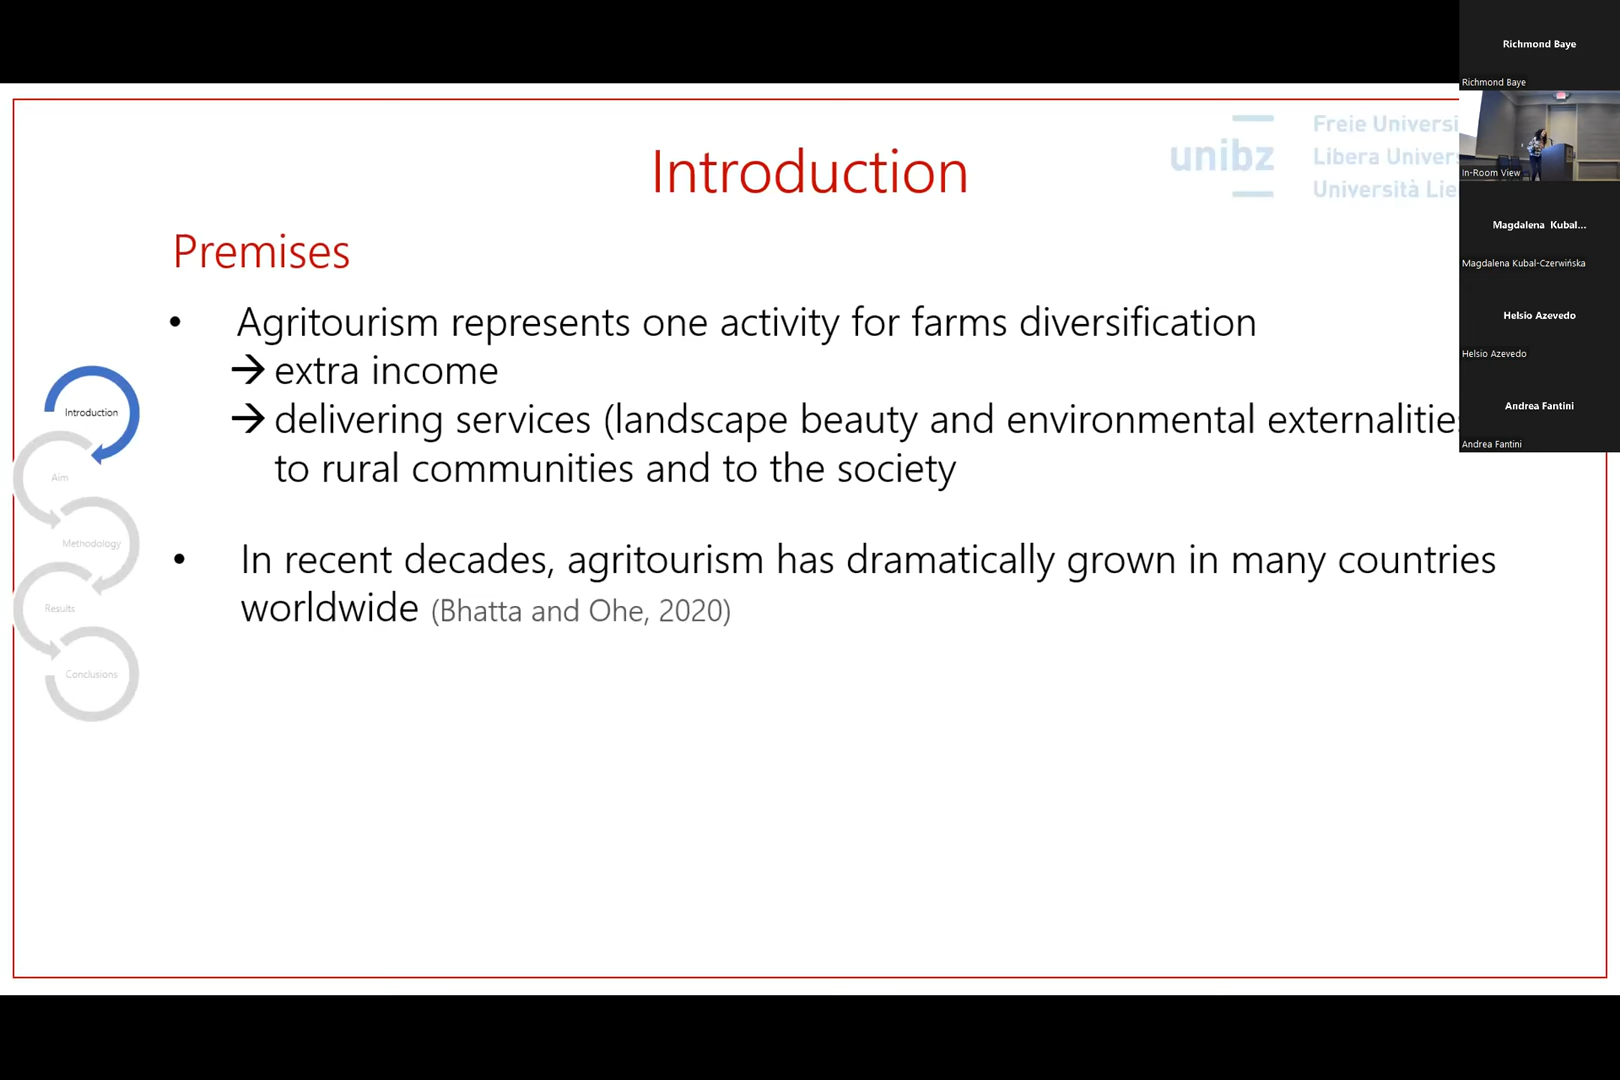 Introduction
unibz
Freie Universi
Libera Univer
Università Lie
Premises
• Agritourism represents one activity for farms diversification
→ extra income
→ delivering services (landscape beauty and environmental externalities
to rural communities and to the society
• In recent decades, agritourism has dramatically grown in many countries
worldwide (Bhatta and Ohe, 2020)
Introduction
Aim
Methodology
Results
Conclusions
Richmond Baye
Richmond Baye
In-Room View
Magdalena Kubal...
Magdalena Kubal-Czerwińska
Helsio Azevedo
Helsio Azevedo
Andrea Fantini
Andrea Fantini